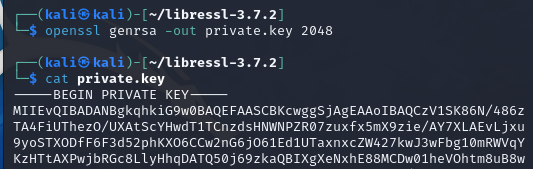 ┌──(kali㉿kali)-[~/libressl-3.7.2]
└─$ openssl genrsa -out private.key 2048
┌──(kali㉿kali)-[~/libressl-3.7.2]
└─$ cat private.key
-----BEGIN PRIVATE KEY-----
MIIEvQIBADANBgkqhkiG9w0BAQEFAASCBKcwggSjAgEAAoIBAQCzV1SK86N/486z
TA4FiUThezO/UXAtScYHwdT1TCnzdsHNWNPZR07zuxfx5mX9zie/AY7XLAEvLjxu
9yoSTXODfF6F3d52phKXO6CCw2nG6jO61Ed1UTaxnxcZW427kwJ3wFbg10mRWVqY
KzHTtAXPwjbRGc8LlyHhqDATQ50j69zkaQBIXgXeNxhE88MCDw01heVOhtm8uB8w